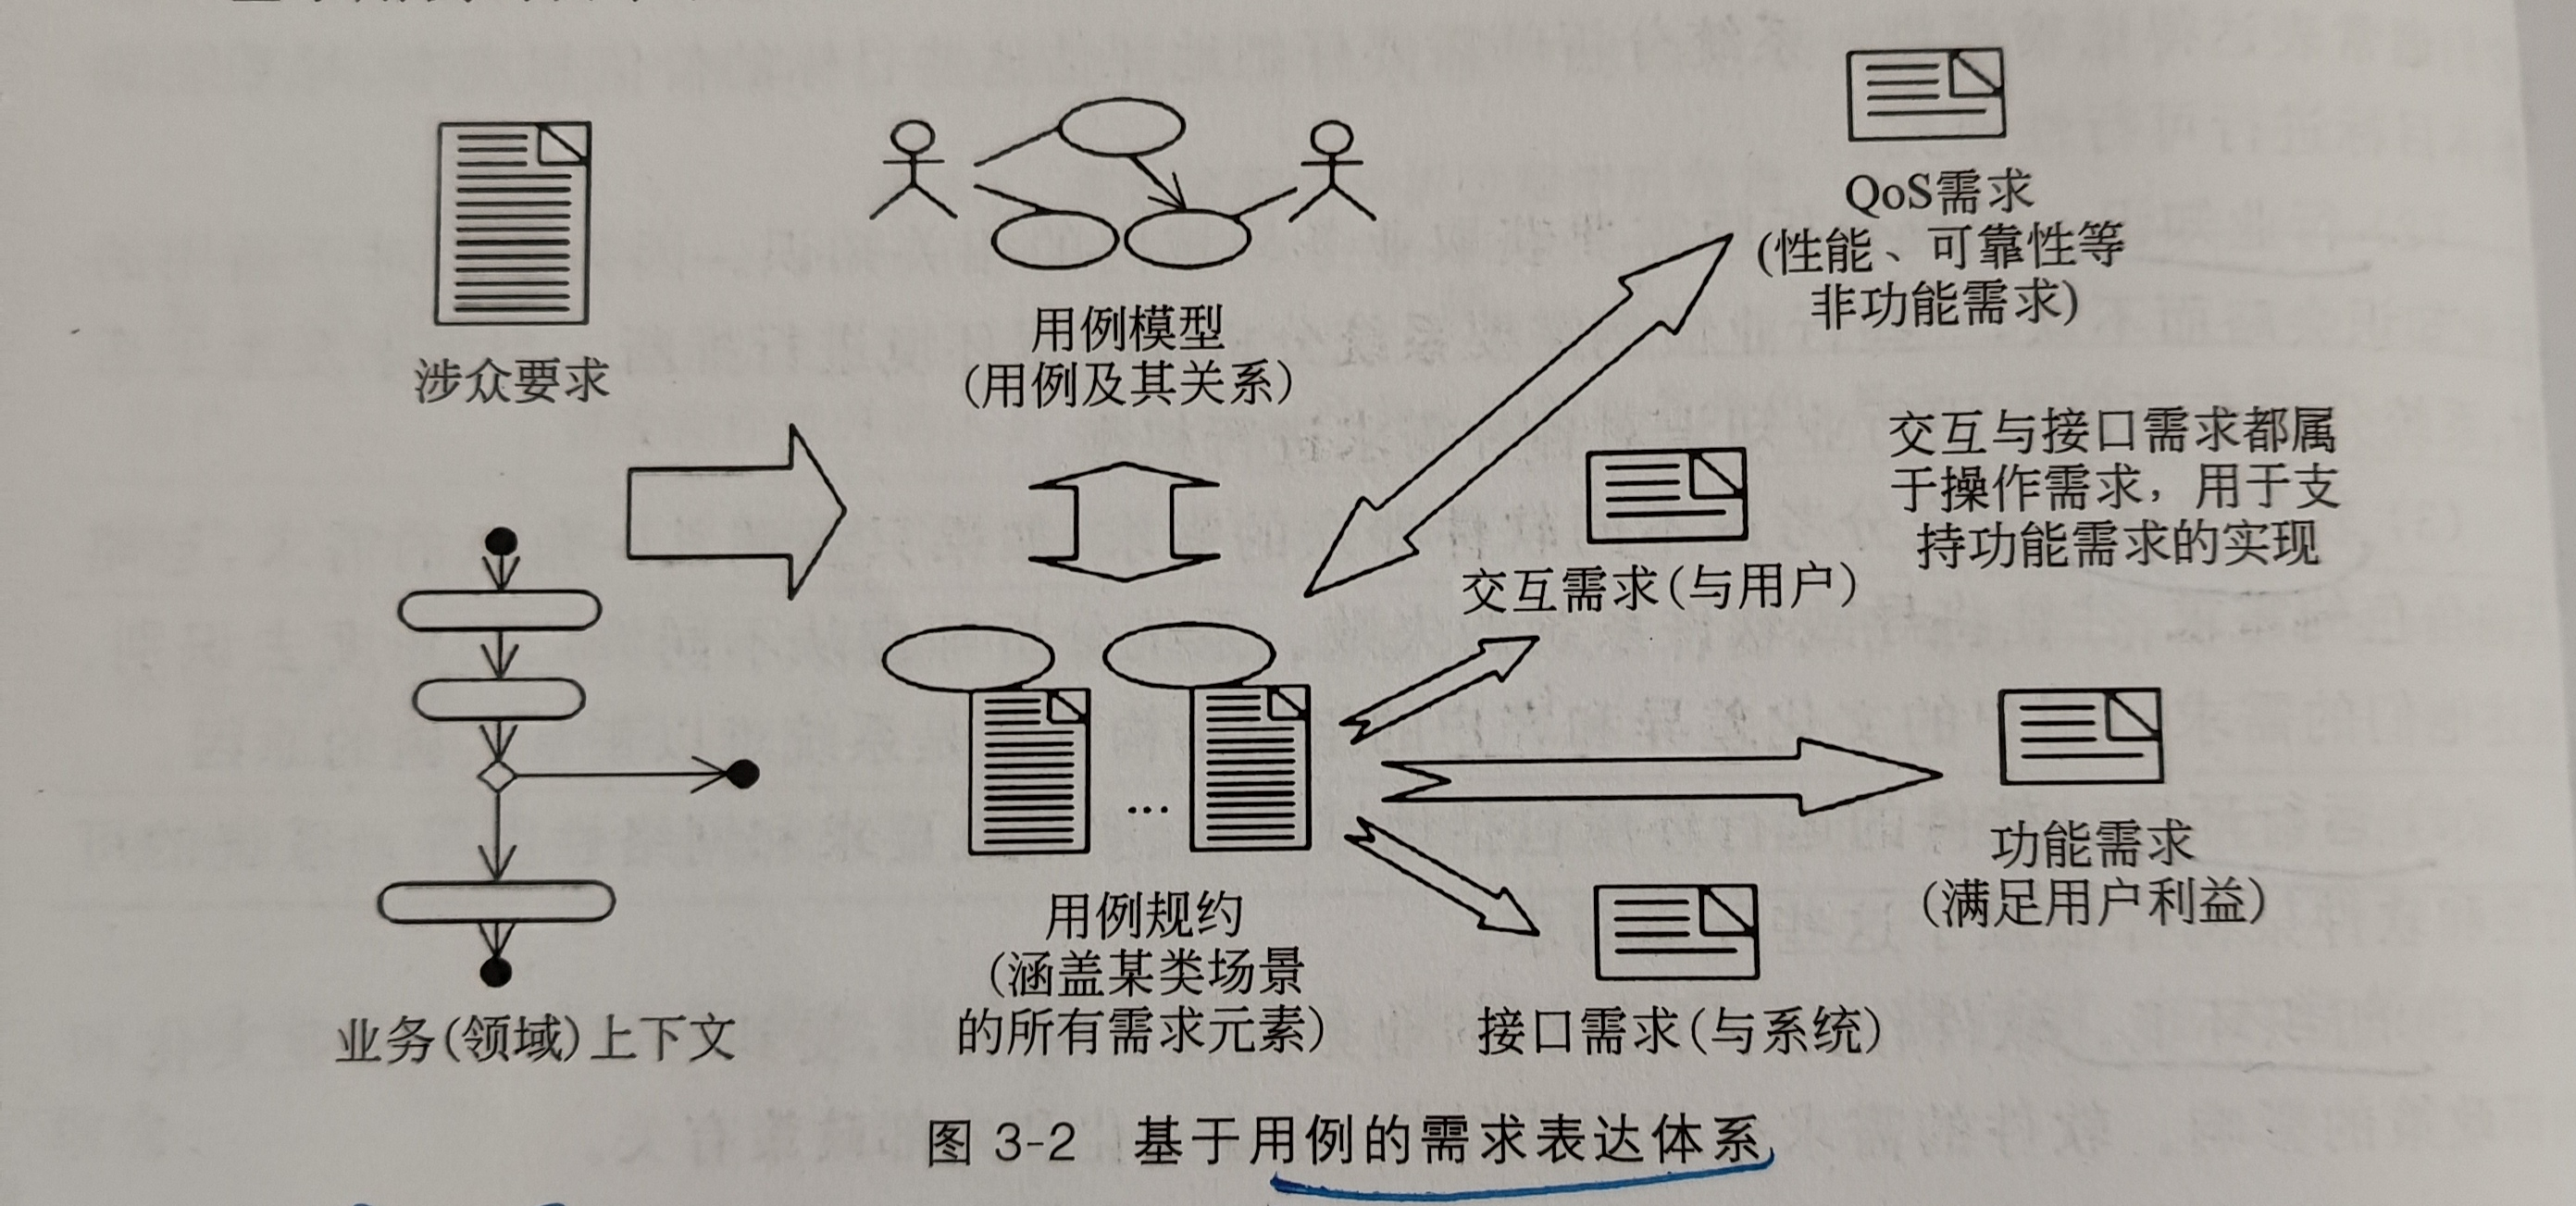 涉众要求
用例模型
(用例及其关系)
QoS需求
(性能、可靠性等
非功能需求)
交互需求(与用户)
交互与接口需求都属
于操作需求，用于支
持功能需求的实现
业务(领域)上下文
...
用例规约
(涵盖某类场景
的所有需求元素)
功能需求
(满足用户利益)
接口需求(与系统)
图 3-2 基于用例的需求表达体系